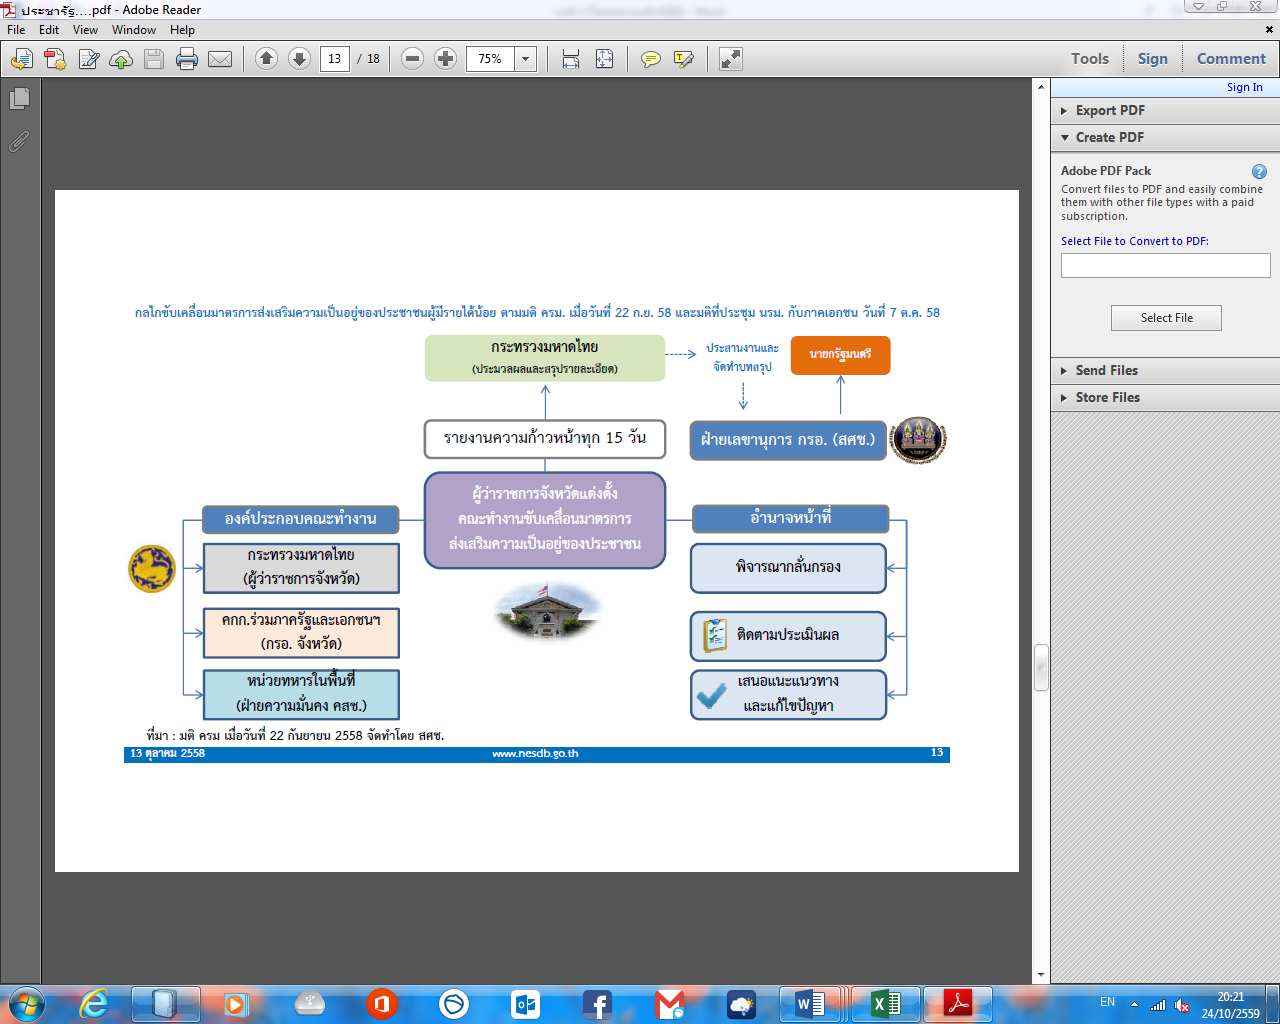 ประชารัฐ....pdf - Adobe Reader
File Edit View Window Help
13 / 18 75% Tools Sign Comment
Sign In
Export PDF
Create PDF
Adobe PDF Pack
Convert files to PDF and easily combine
them with other file types with a paid
subscription.
Select File to Convert to PDF:
Select File
Send Files
Store Files
กลไกขับเคลื่อนมาตรการส่งเสริมความเป็นอยู่ของประชาชนผู้มีรายได้น้อย ตามมติ ครม. เมื่อวันที่ 22 ก.ย. 58 และมติที่ประชุม นรม. กับภาคเอกชน วันที่ 7 ต.ค. 58
กระทรวงมหาดไทย
(ประมวลผลและสรุปรายละเอียด)
ประสานงานและ
จัดทำบทสรุป
นายกรัฐมนตรี
รายงานความก้าวหน้าทุก 15 วัน
ฝ่ายเลขานุการ กรอ. (สศช.)
ผู้ว่าราชการจังหวัดแต่งตั้ง
คณะทำงานขับเคลื่อนมาตรการ
ส่งเสริมความเป็นอยู่ของประชาชน
องค์ประกอบคณะทำงาน
กระทรวงมหาดไทย
(ผู้ว่าราชการจังหวัด)
คกก.ร่วมภาครัฐและเอกชนฯ
(กรอ. จังหวัด)
หน่วยทหารในพื้นที่
(ฝ่ายความมั่นคง คสช.)
อำนาจหน้าที่
พิจารณากลั่นกรอง
ติดตามประเมินผล
เสนอแนะแนวทาง
และแก้ไขปัญหา
ที่มา : มติ ครม เมื่อวันที่ 22 กันยายน 2558 จัดทำโดย สศช.
13 ตุลาคม 2558 www.nesdb.go.th 13
EN 20:21
24/10/2559